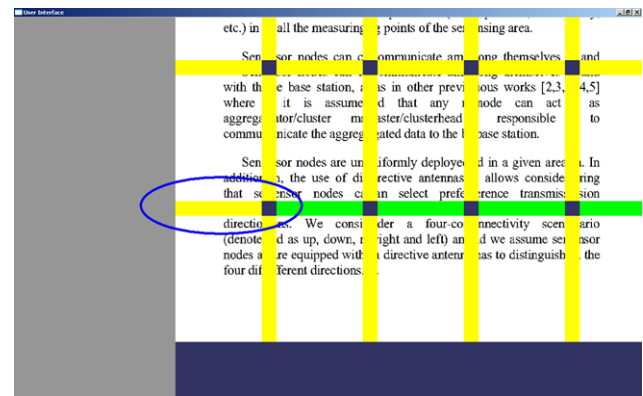 User Interface
etc.) in all the measuring points of the sensing area.
Sensor nodes can communicate among themselves and
with the base station, as in other previous works [2,3,4,5]
where it is assumed that any node can act as
aggregator/cluster master/clusterhead responsible to
communicate the aggregated data to the base station.
Sensor nodes are uniformly deployed in a given area. In
addition, the use of directive antennas allows considering
that sensor nodes can select preference transmission
directions. We consider a four-connectivity scenario
(denoted as up, down, right and left) and we assume sensor
nodes are equipped with directive antennas to distinguish the
four different directions.